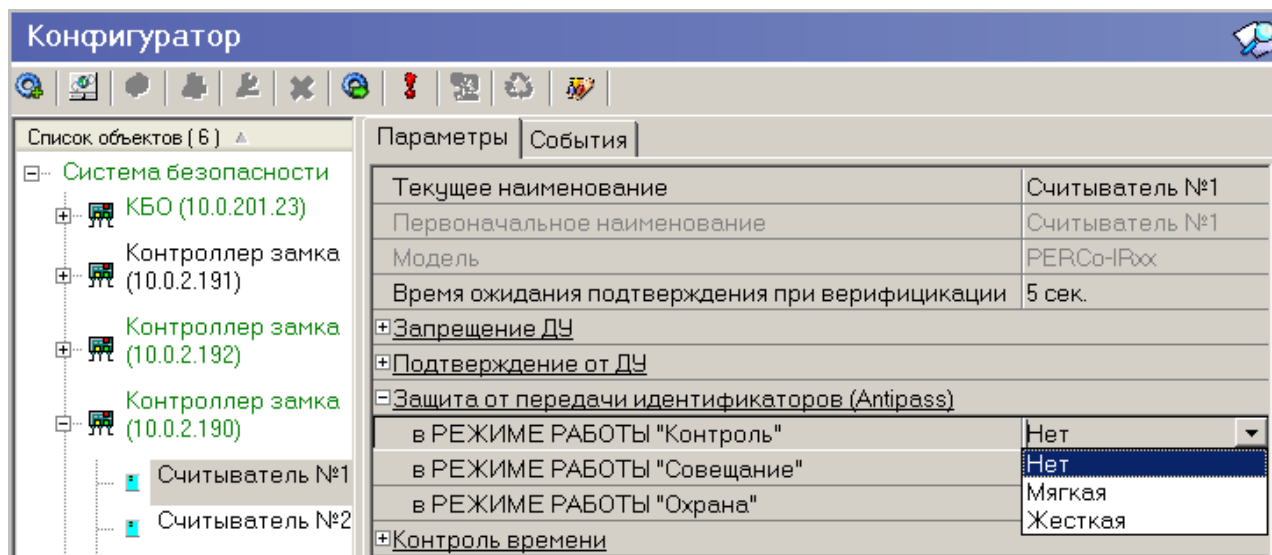 Конфигуратор
Список объектов ( 6 )
Система безопасности
КБО (10.0.201.23)
Контроллер замка
(10.0.2.191)
Контроллер замка
(10.0.2.192)
Контроллер замка
(10.0.2.190)
Считыватель №1
Считыватель №2
Параметры События
Текущее наименование Считыватель №1
Первоначальное наименование Считыватель №1
Модель PERCo-IRxx
Время ожидания подтверждения при верифицикации 5 сек.
Запрещение ДУ
Подтверждение от ДУ
Защита от передачи идентификаторов (Antipass)
в РЕЖИМЕ РАБОТЫ "Контроль" Нет
в РЕЖИМЕ РАБОТЫ "Совещание"
в РЕЖИМЕ РАБОТЫ "Охрана"
Нет
Мягкая
Жесткая
Контроль времени